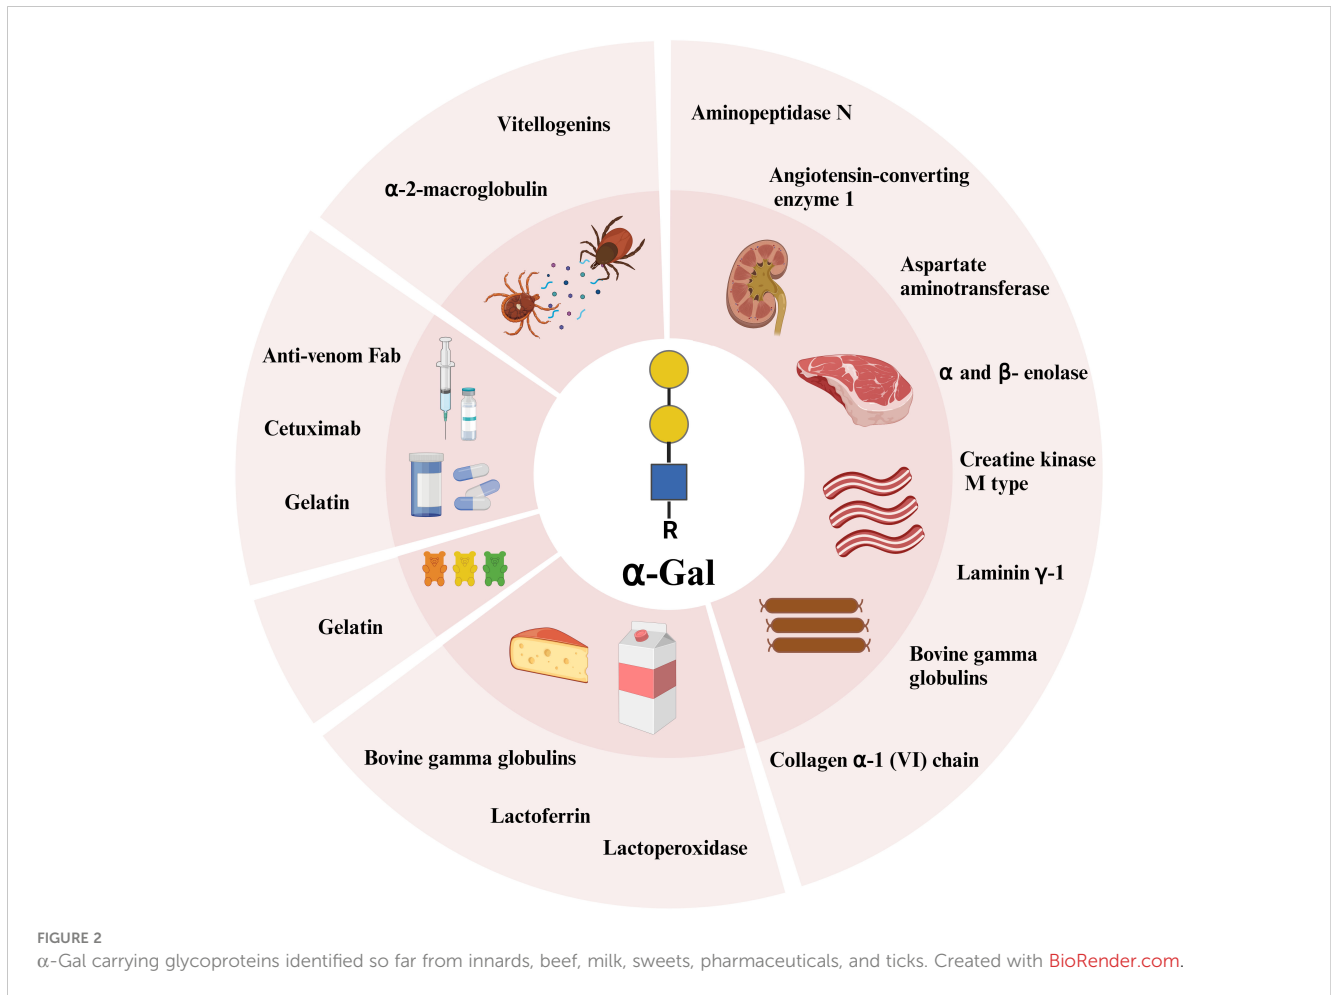 Vitellogenins
α-2-macroglobulin
Aminopeptidase N
Angiotensin-converting
enzyme 1
Aspartate
aminotransferase
α and β- enolase
Creatine kinase
M type
Laminin γ-1
Bovine gamma
globulins
Collagen α-1 (VI) chain
Anti-venom Fab
Cetuximab
Gelatin
Gelatin
Bovine gamma globulins
Lactoferrin
Lactoperoxidase
R
α-Gal
FIGURE 2
α-Gal carrying glycoproteins identified so far from innards, beef, milk, sweets, pharmaceuticals, and ticks. Created with BioRender.com.